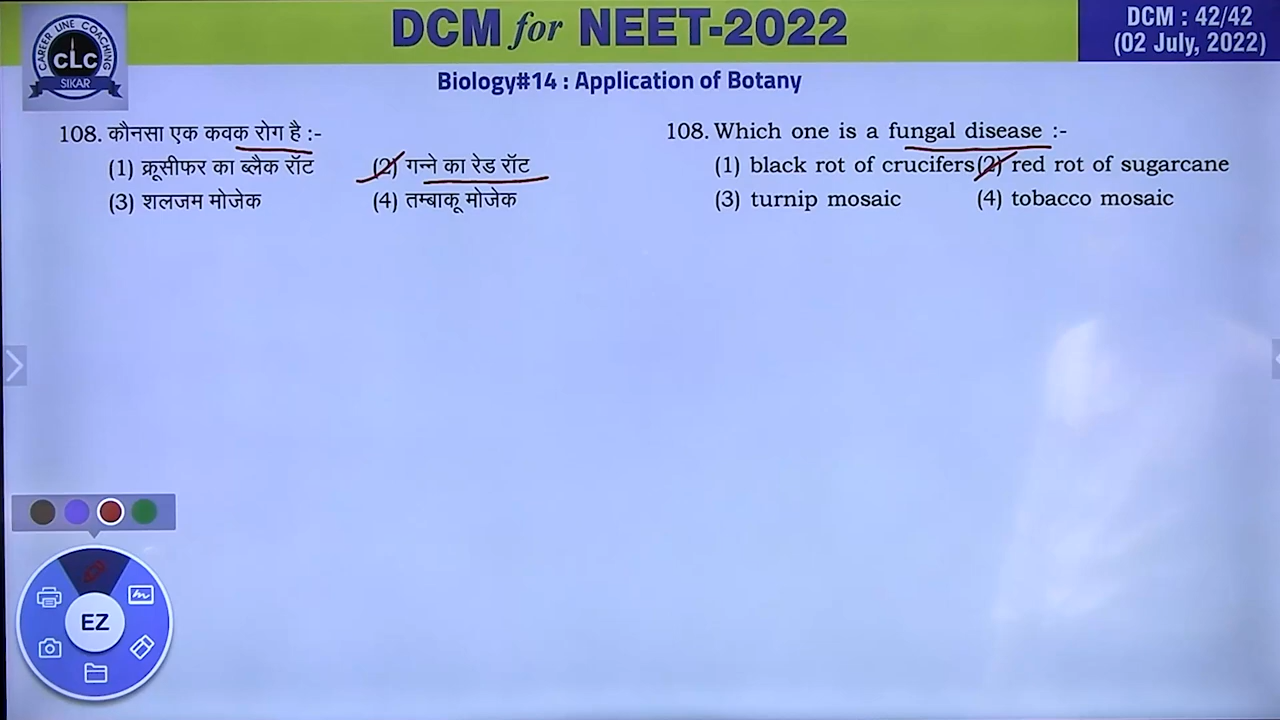 CAREER LINE COACHING
cLc
SIKAR
DCM for NEET-2022
DCM : 42/42
(02 July, 2022)
Biology#14 : Application of Botany
108. कौनसा एक कवक रोग है :-
(1) क्रूसीफर का ब्लैक रॉट (2) गन्ने का रेड रॉट
(3) शलजम मोजेक (4) तम्बाकू मोजेक
108. Which one is a fungal disease :-
(1) black rot of crucifers (2) red rot of sugarcane
(3) turnip mosaic (4) tobacco mosaic
EZ